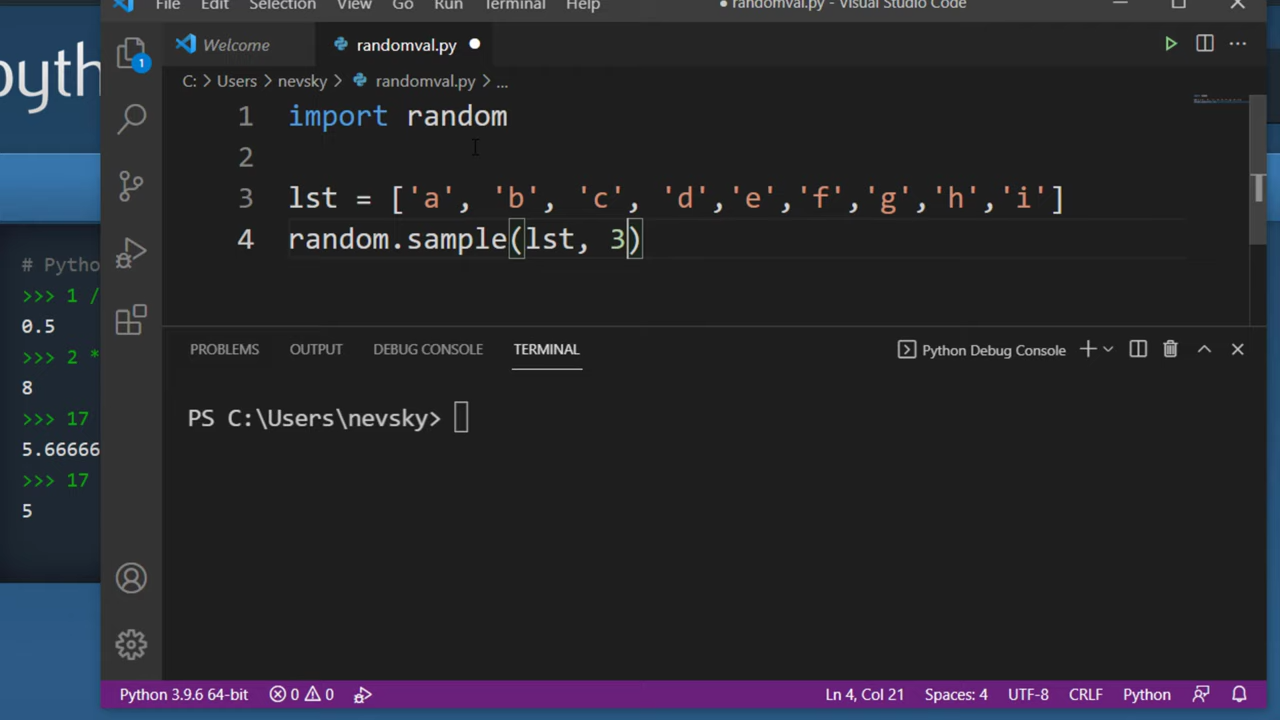 File Edit Selection View Go Run Terminal Help ● randomval.py - Visual Studio Code
Welcome randomval.py ●
C: > Users > nevsky > randomval.py > ...
1 import random
2
3 lst = ['a', 'b', 'c', 'd','e','f','g','h','i']
4 random.sample(lst, 3)
PROBLEMS OUTPUT DEBUG CONSOLE TERMINAL Python Debug Console
PS C:\Users\nevsky>
Python 3.9.6 64-bit 0 0 Ln 4, Col 21 Spaces: 4 UTF-8 CRLF Python
1
pyth
# Pytho
>>> 1 /
0.5
>>> 2 *
8
>>> 17
5.66666
>>> 17
5